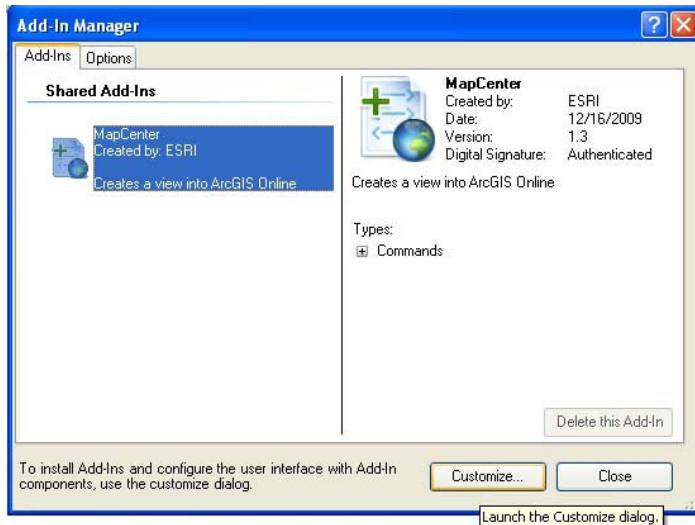 Add-In Manager
Add-Ins
Options
Shared Add-Ins
MapCenter
Created by: ESRI
Creates a view into ArcGIS Online
MapCenter
Created by: ESRI
Date: 12/16/2009
Version: 1.3
Digital Signature: Authenticated
Creates a view into ArcGIS Online
Types:
Commands
Delete this Add-In
To install Add-Ins and configure the user interface with Add-In
components, use the customize dialog.
Customize...
Close
Launch the Customize dialog.